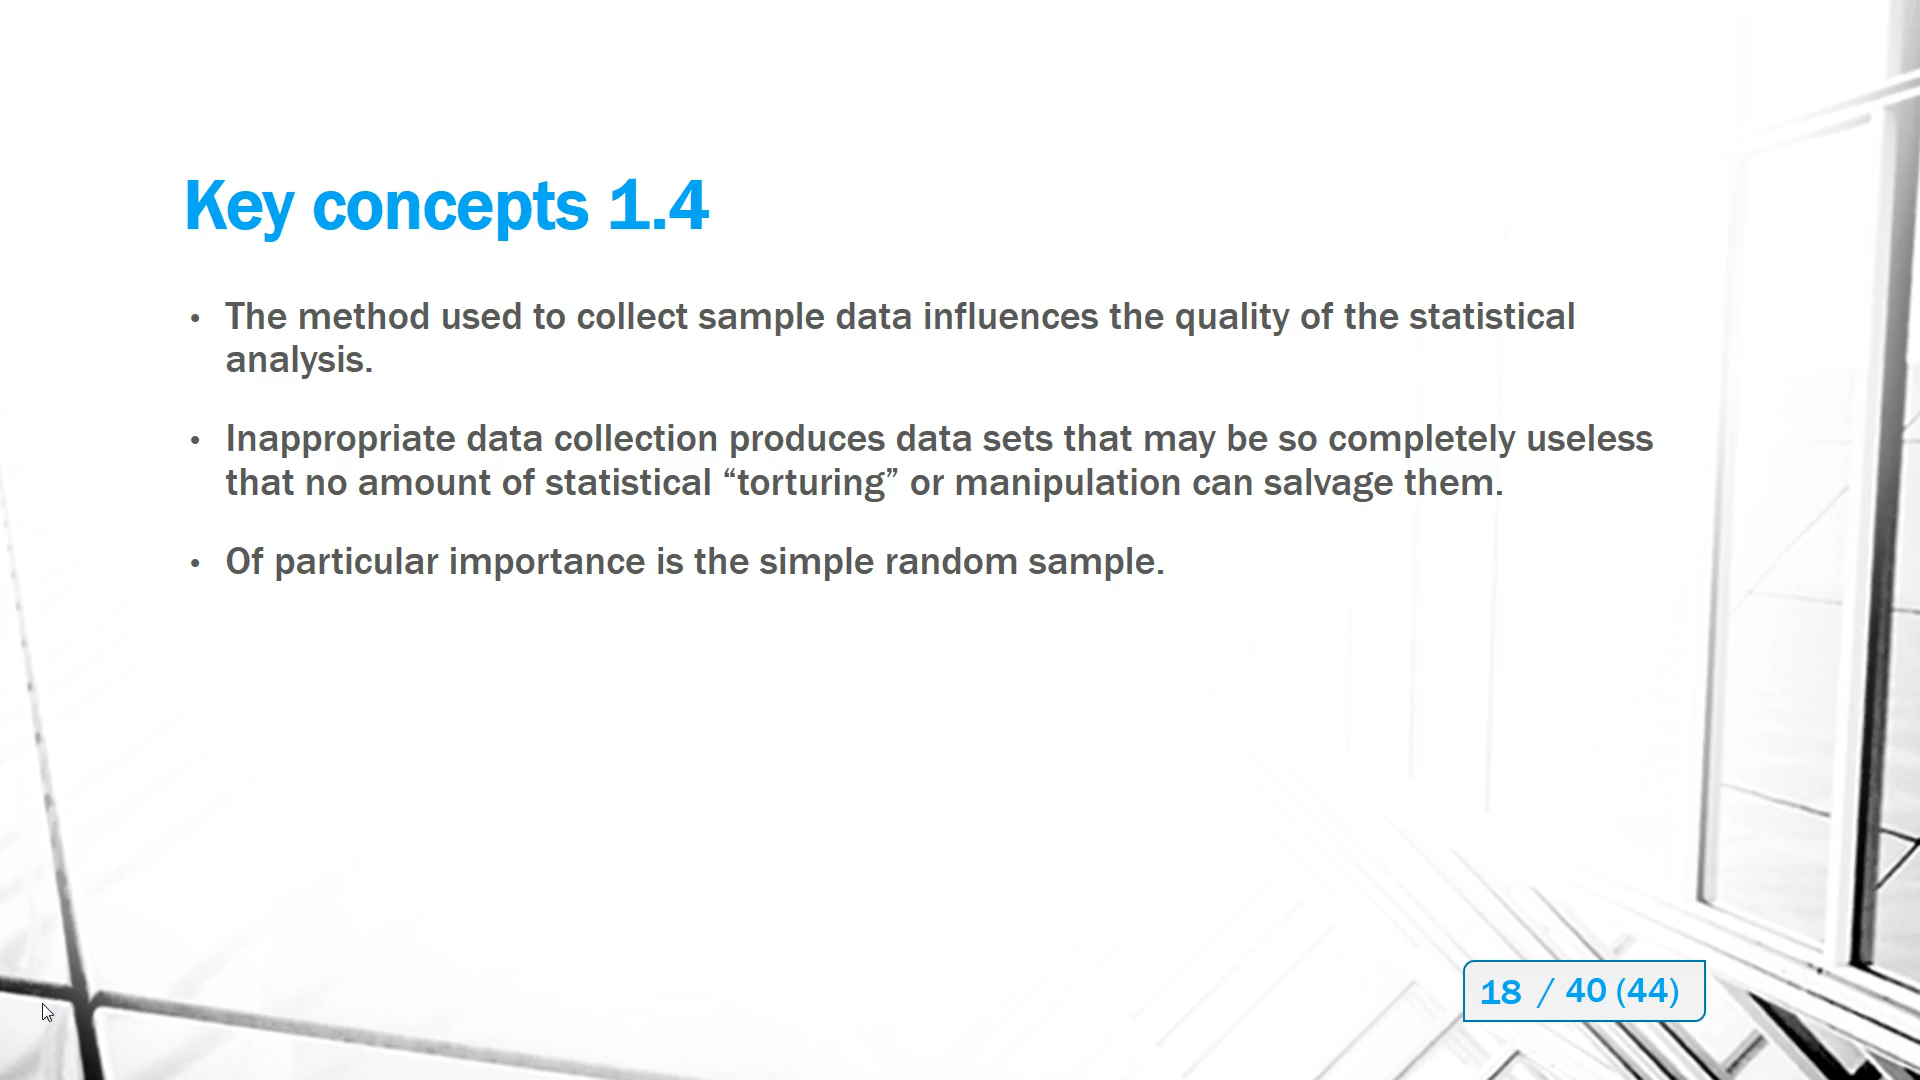 Key concepts 1.4
• The method used to collect sample data influences the quality of the statistical
analysis.
• Inappropriate data collection produces data sets that may be so completely useless
that no amount of statistical “torturing” or manipulation can salvage them.
• Of particular importance is the simple random sample.
18 / 40 (44)